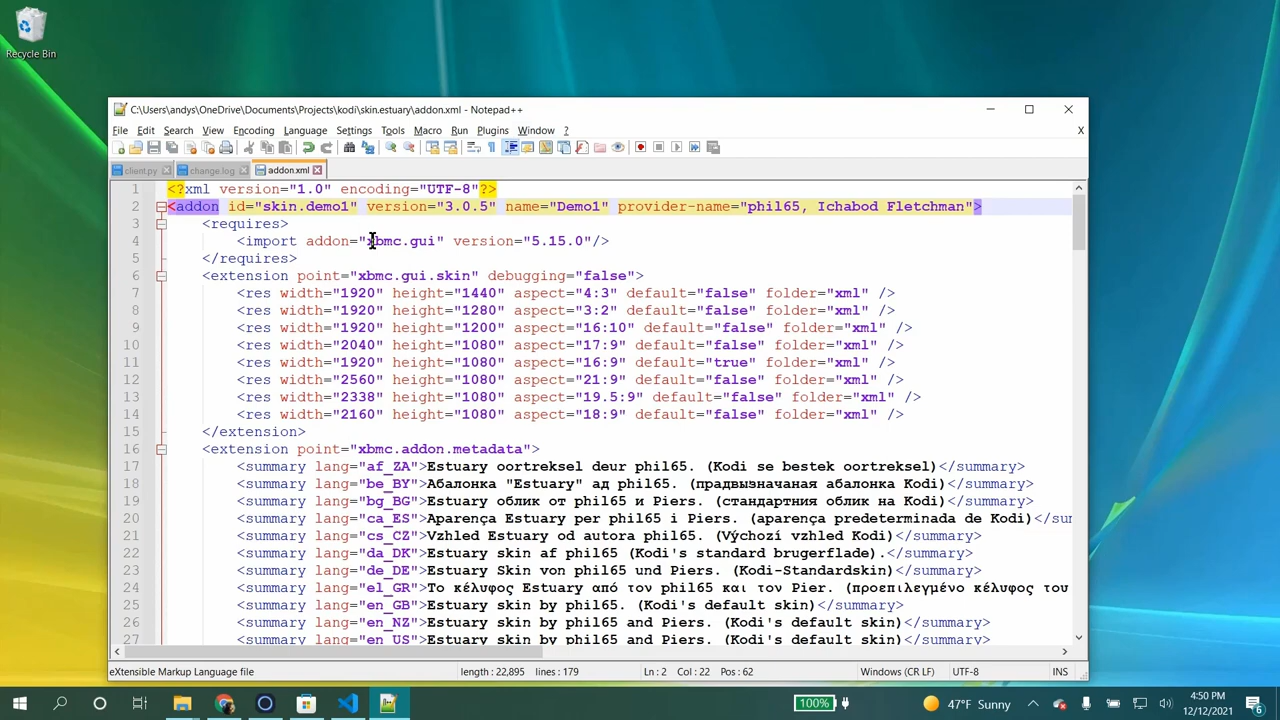 Recycle Bin
C:\Users\andys\OneDrive\Documents\Projects\kodi\skin.estuary\addon.xml - Notepad++
File Edit Search View Encoding Language Settings Tools Macro Run Plugins Window ? X
client.py change.log addon.xml
1 <?xml version="1.0" encoding="UTF-8"?>
2 <addon id="skin.demo1" version="3.0.5" name="Demo1" provider-name="phil65, Ichabod Fletchman">
3 <requires>
4 <import addon="xbmc.gui" version="5.15.0"/>
5 </requires>
6 <extension point="xbmc.gui.skin" debugging="false">
7 <res width="1920" height="1440" aspect="4:3" default="false" folder="xml" />
8 <res width="1920" height="1280" aspect="3:2" default="false" folder="xml" />
9 <res width="1920" height="1200" aspect="16:10" default="false" folder="xml" />
10 <res width="2040" height="1080" aspect="17:9" default="false" folder="xml" />
11 <res width="1920" height="1080" aspect="16:9" default="true" folder="xml" />
12 <res width="2560" height="1080" aspect="21:9" default="false" folder="xml" />
13 <res width="2338" height="1080" aspect="19.5:9" default="false" folder="xml" />
14 <res width="2160" height="1080" aspect="18:9" default="false" folder="xml" />
15 </extension>
16 <extension point="xbmc.addon.metadata">
17 <summary lang="af_ZA">Estuary oortreksel deur phil65. (Kodi se bestek oortreksel)</summary>
18 <summary lang="be_BY">Абалонка "Estuary" ад phil65. (прадвызначаная абалонка Kodi)</summary>
19 <summary lang="bg_BG">Estuary облик от phil65 и Piers. (стандартния облик на Kodi)</summary>
20 <summary lang="ca_ES">Aparença Estuary per phil65 i Piers. (aparença predeterminada de Kodi)</su
21 <summary lang="cs_CZ">Vzhled Estuary od autora phil65. (Výchozí vzhled Kodi)</summary>
22 <summary lang="da_DK">Estuary skin af phil65 (Kodi's standard brugerflade).</summary>
23 <summary lang="de_DE">Estuary Skin von phil65 und Piers. (Kodi-Standardskin)</summary>
24 <summary lang="el_GR">Το κέλυφος Estuary από τον phil65 και τον Pier. (προεπιλεγμένο κέλυφος του
25 <summary lang="en_GB">Estuary skin by phil65. (Kodi's default skin)</summary>
26 <summary lang="en_NZ">Estuary skin by phil65 and Piers. (Kodi's default skin)</summary>
27 <summary lang="en_US">Estuary skin by phil65 and Piers. (Kodi's default skin)</summary>
eXtensible Markup Language file length : 22,895 lines : 179 Ln : 2 Col : 22 Pos : 62 Windows (CR LF) UTF-8 INS
100% 47°F Sunny 4:50 PM
12/12/2021 6